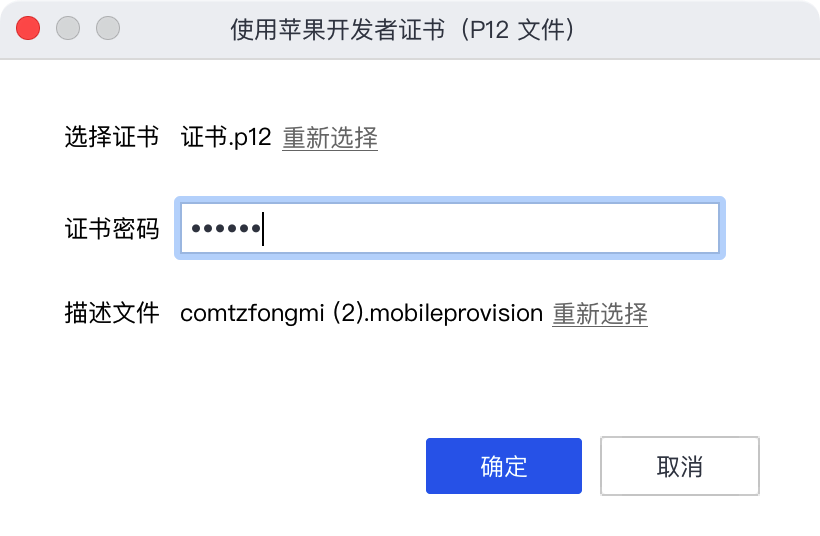 使用苹果开发者证书（P12 文件）
选择证书 证书.p12 重新选择
证书密码 ••••••
描述文件 comtzfongmi (2).mobileprovision 重新选择
确定 取消